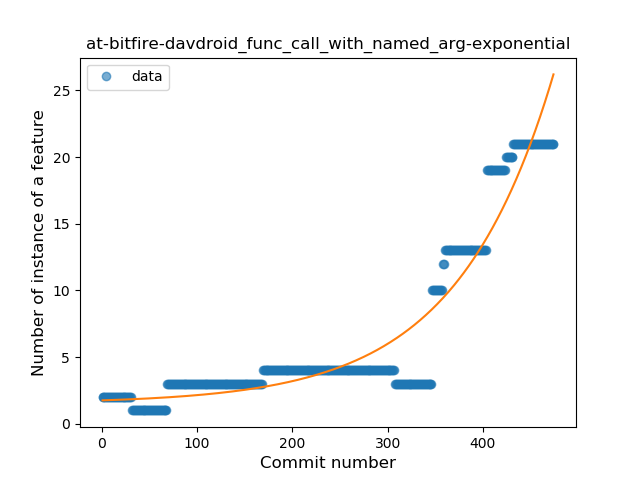 at-bitfire-davdroid_func_call_with_named_arg-exponential
data
Number of instance of a feature
25
20
15
10
5
0
0 100 200 300 400
Commit number